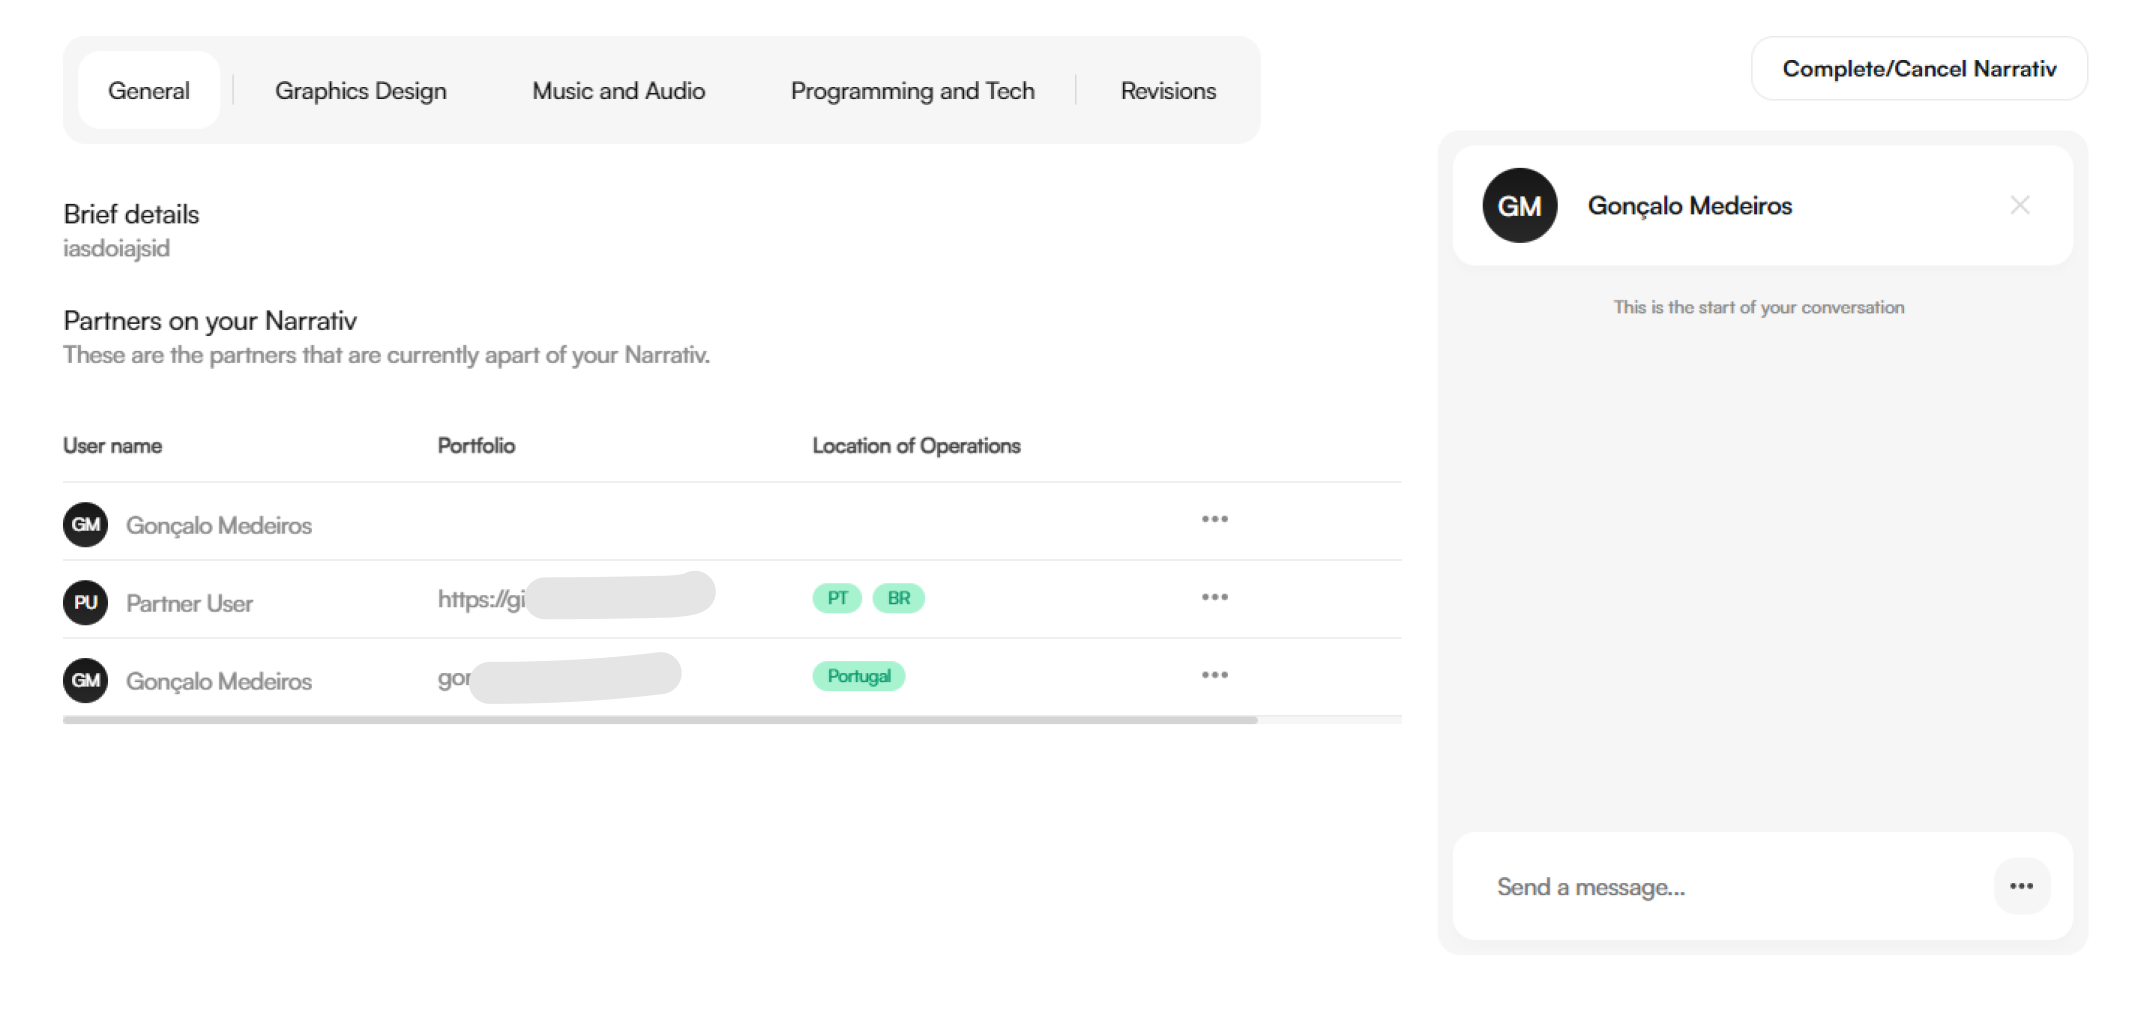 General Graphics Design Music and Audio Programming and Tech Revisions
Complete/Cancel Narrativ
Brief details
iasdoiajsid
Partners on your Narrativ
These are the partners that are currently apart of your Narrativ.
User name Portfolio Location of Operations
GM Gonçalo Medeiros
PU Partner User https://gi PT BR
GM Gonçalo Medeiros gor Portugal
GM Gonçalo Medeiros
This is the start of your conversation
Send a message...